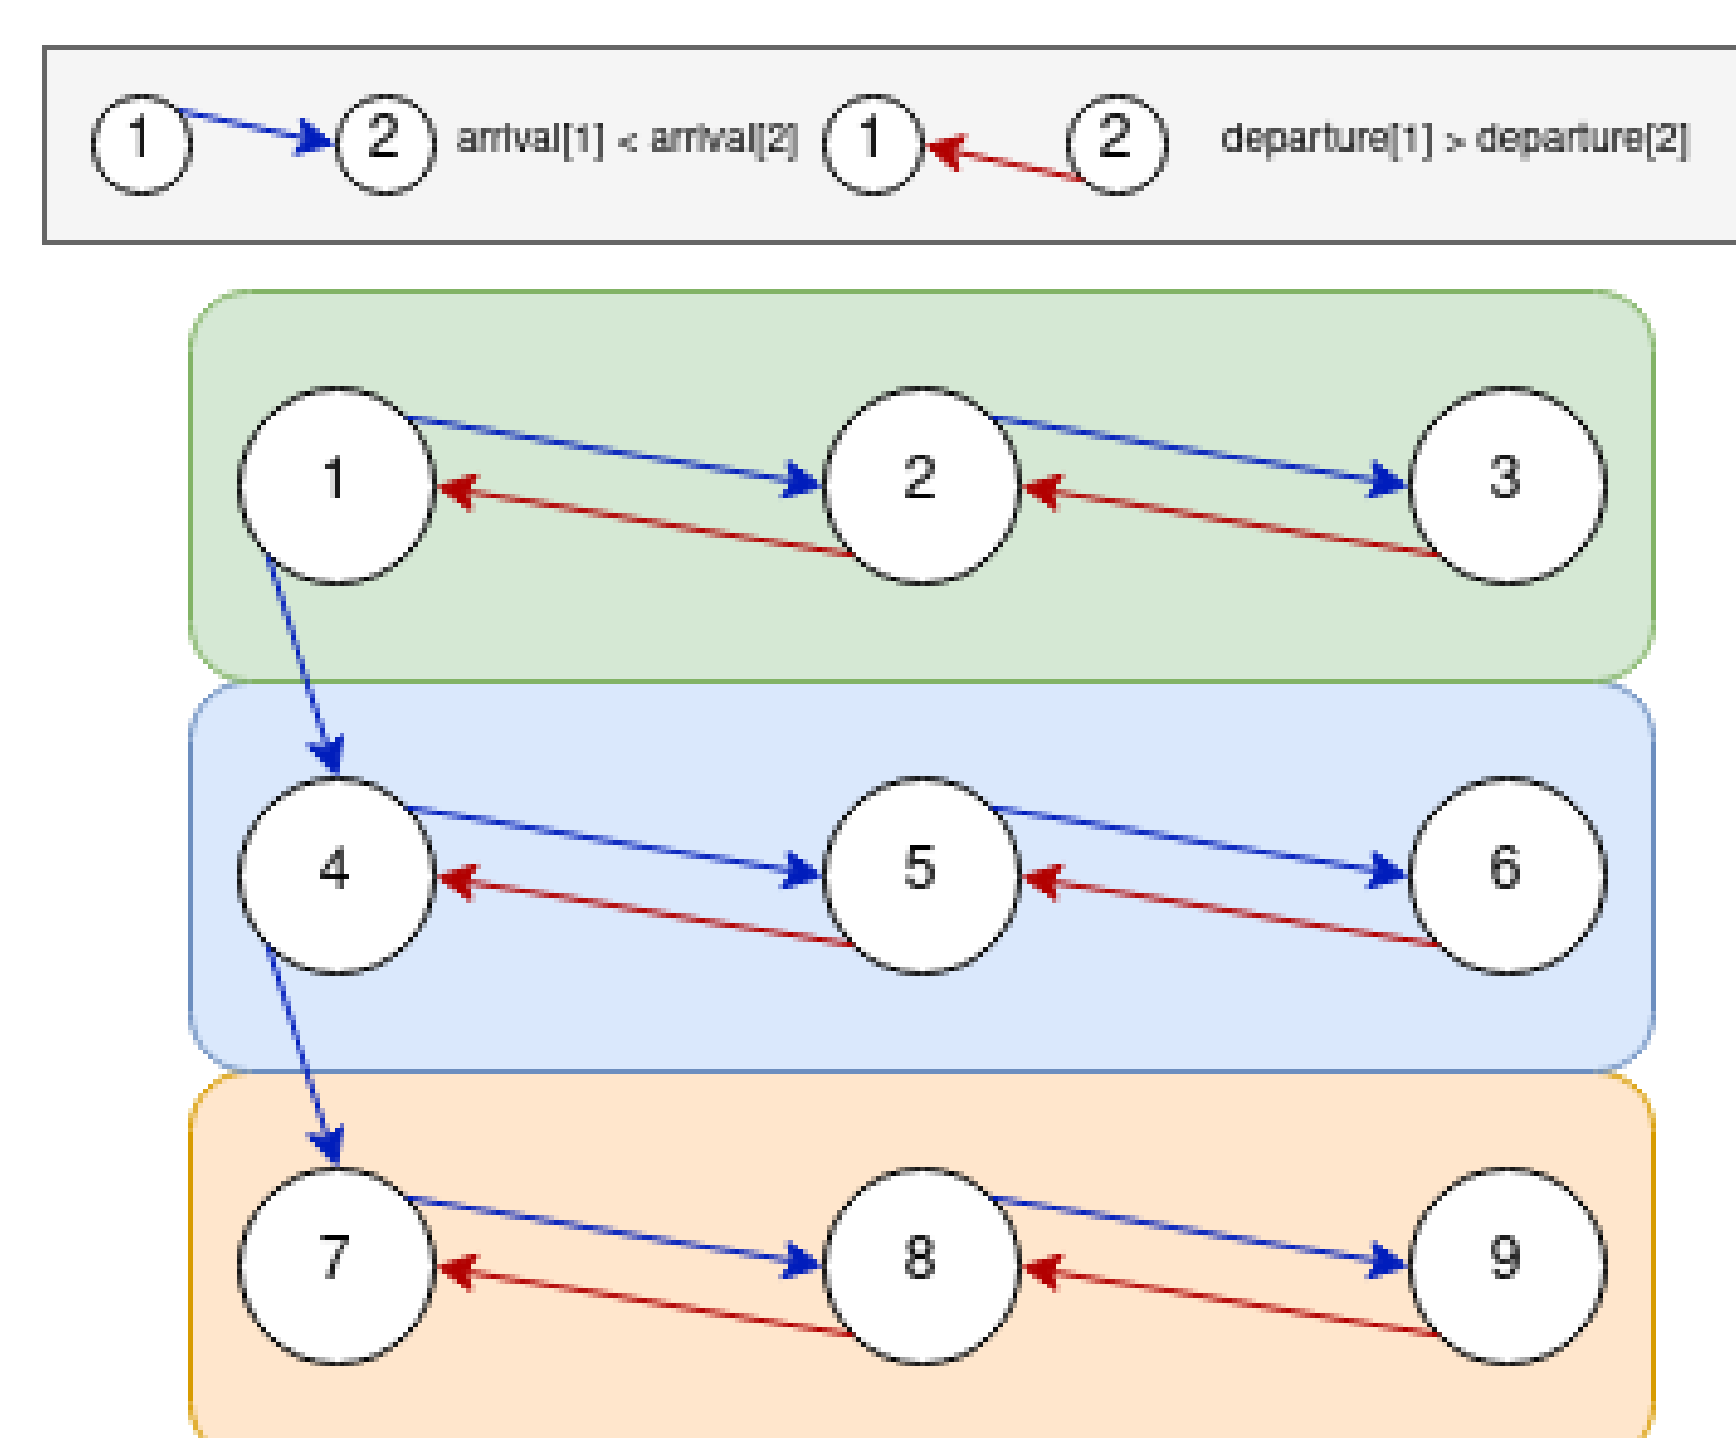 1 2 arrival[1] < arrival[2] 1 2 departure[1] > departure[2]
1 2 3
4 5 6
7 8 9